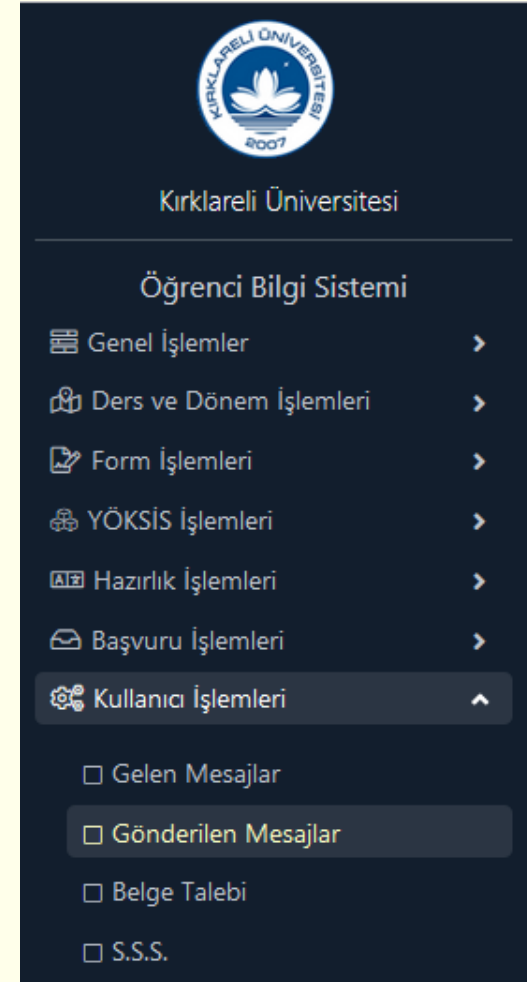 KIRKLARELİ ÜNİVERSİTESİ
2007
Kırklareli Üniversitesi
Öğrenci Bilgi Sistemi
Genel İşlemler
Ders ve Dönem İşlemleri
Form İşlemleri
YÖKSİS İşlemleri
Hazırlık İşlemleri
Başvuru İşlemleri
Kullanıcı İşlemleri
Gelen Mesajlar
Gönderilen Mesajlar
Belge Talebi
S.S.S.